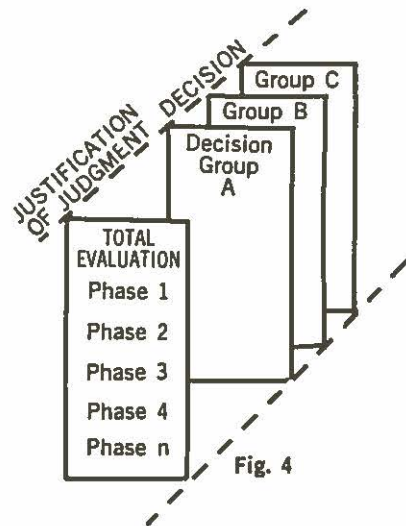 JUSTIFICATION
OF JUDGMENT DECISION
Group C
Group B
Decision
Group
A
TOTAL
EVALUATION
Phase 1
Phase 2
Phase 3
Phase 4
Phase n
Fig. 4